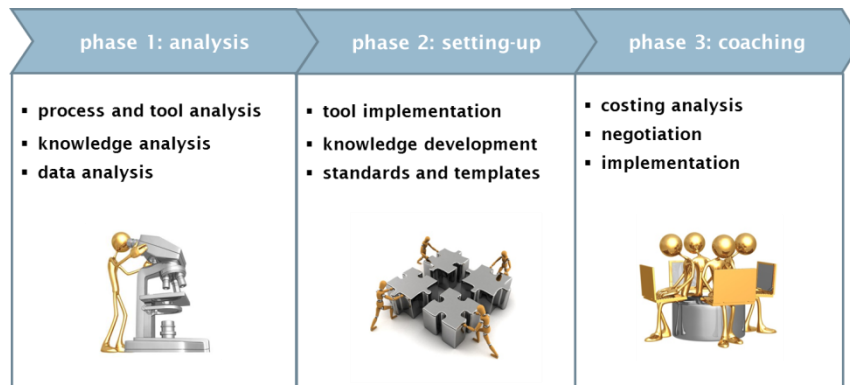 phase 1: analysis
▪ process and tool analysis
▪ knowledge analysis
▪ data analysis
phase 2: setting-up
▪ tool implementation
▪ knowledge development
▪ standards and templates
phase 3: coaching
▪ costing analysis
▪ negotiation
▪ implementation